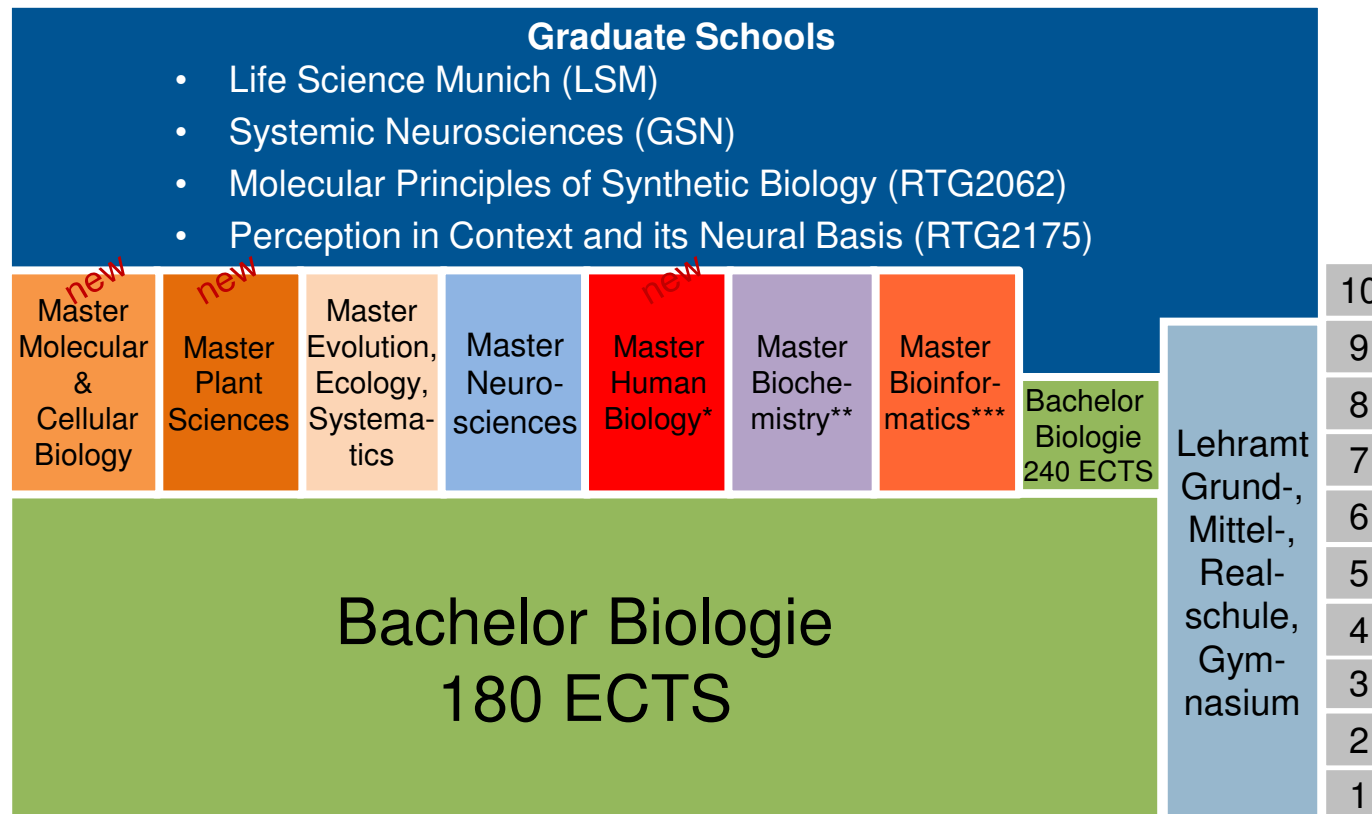 Graduate Schools
• Life Science Munich (LSM)
• Systemic Neurosciences (GSN)
• Molecular Principles of Synthetic Biology (RTG2062)
• Perception in Context and its Neural Basis (RTG2175)
new
Master
Molecular
&
Cellular
Biology
new
Master
Plant
Sciences
Master
Evolution,
Ecology,
Systema-
tics
Master
Neuro-
sciences
new
Master
Human
Biology*
Master
Bioche-
mistry**
Master
Bioinfor-
matics***
Bachelor
Biologie
240 ECTS
Lehramt
Grund-,
Mittel-,
Real-
schule,
Gym-
nasium
10
9
8
7
6
5
4
3
2
1
Bachelor Biologie
180 ECTS